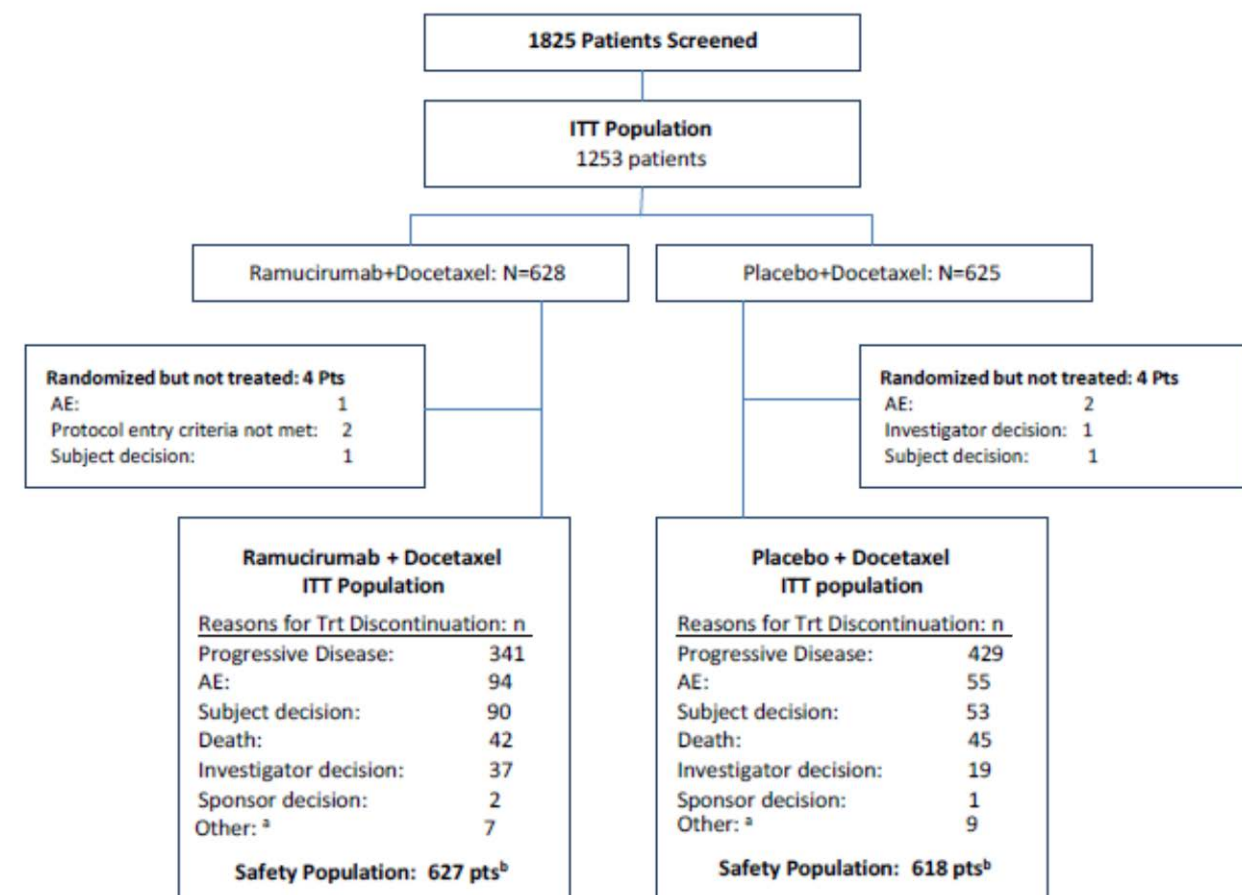 1825 Patients Screened
ITT Population
1253 patients
Ramucirumab+Docetaxel: N=628
Placebo+Docetaxel: N=625
Randomized but not treated: 4 Pts
AE: 1
Protocol entry criteria not met: 2
Subject decision: 1
Randomized but not treated: 4 Pts
AE: 2
Investigator decision: 1
Subject decision: 1
Ramucirumab + Docetaxel
ITT Population
Reasons for Trt Discontinuation: n
Progressive Disease: 341
AE: 94
Subject decision: 90
Death: 42
Investigator decision: 37
Sponsor decision: 2
Other: ᵃ 7
Safety Population: 627 ptsᵇ
Placebo + Docetaxel
ITT population
Reasons for Trt Discontinuation: n
Progressive Disease: 429
AE: 55
Subject decision: 53
Death: 45
Investigator decision: 19
Sponsor decision: 1
Other: ᵃ 9
Safety Population: 618 ptsᵇ